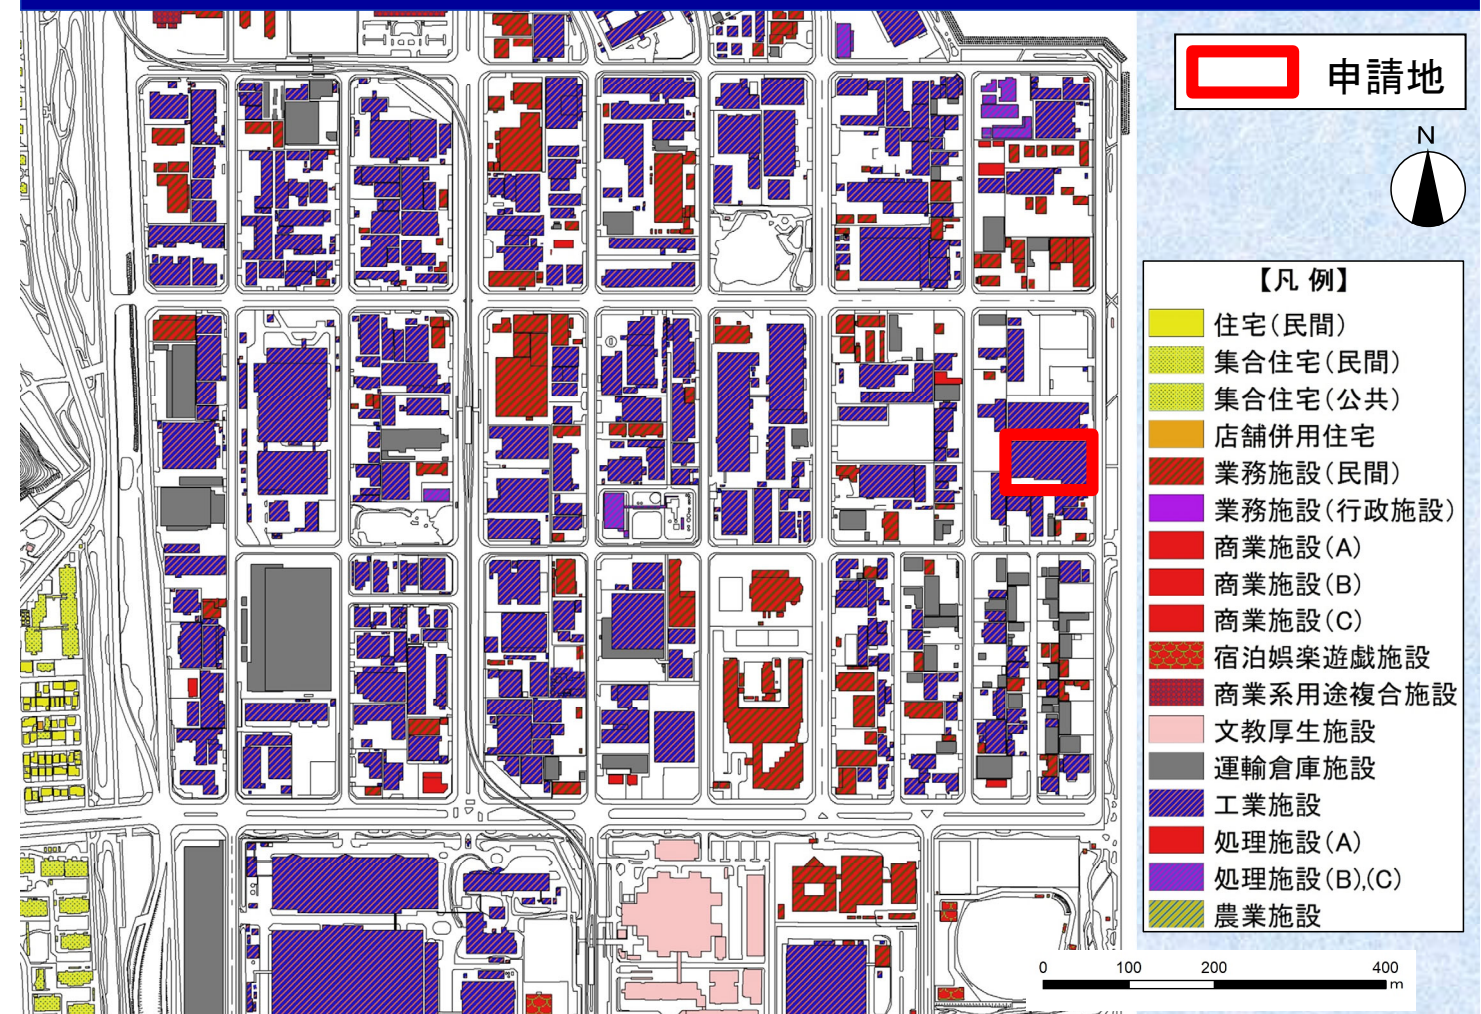 申請地
N
【凡 例】
住宅(民間)
集合住宅(民間)
集合住宅(公共)
店舗併用住宅
業務施設(民間)
業務施設(行政施設)
商業施設(A)
商業施設(B)
商業施設(C)
宿泊娯楽遊戯施設
商業系用途複合施設
文教厚生施設
運輸倉庫施設
工業施設
処理施設(A)
処理施設(B),(C)
農業施設
0 100 200 400
m